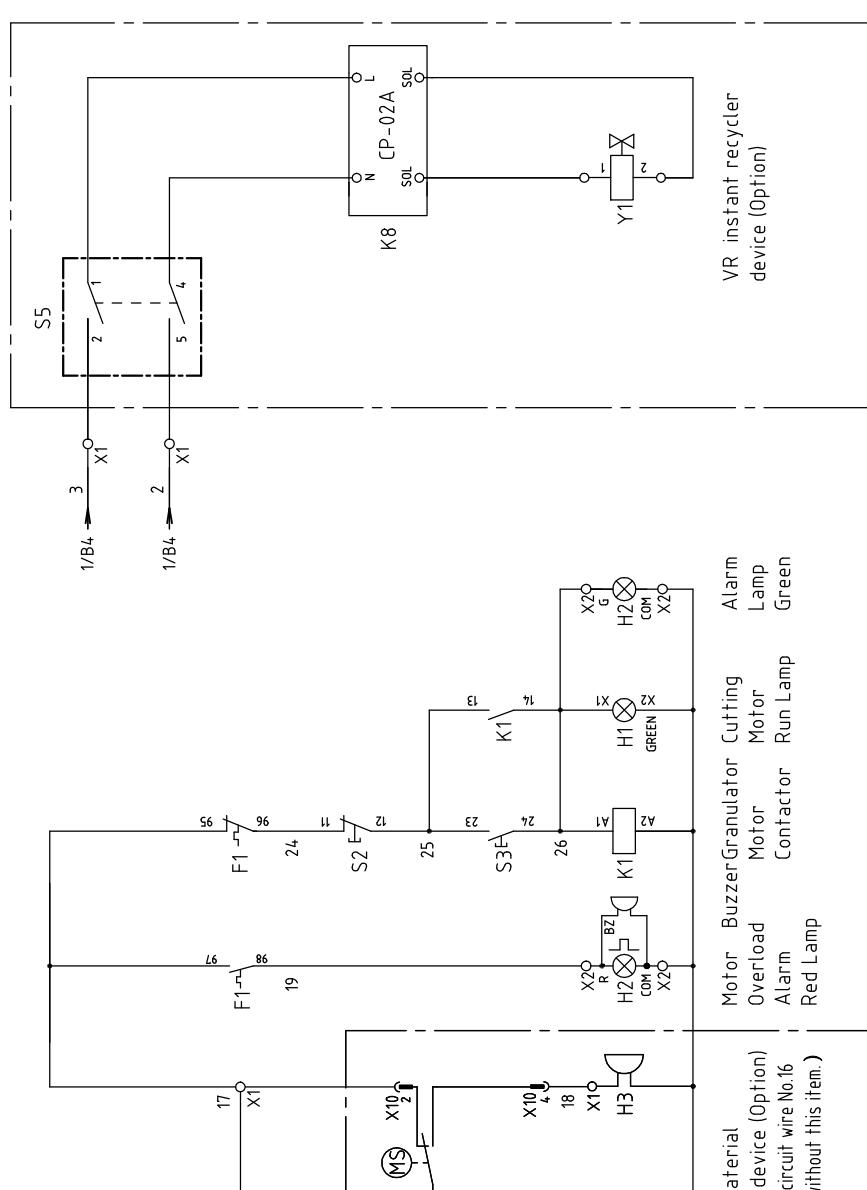 L
SOL
CP-02A
N
SOL
K8
1
2
Y1
VR instant recycler
device (Option)
S5
1
4
2
5
X1
X1
3
2
1/B4
1/B4
X2
G
H2
COM
X2
Alarm
Lamp
Green
13
14
K1
X1
X2
H1
GREEN
Cutting
Motor
Run Lamp
95
96
F1
24
11
12
S2
25
23
24
S3
26
A1
A2
K1
Granulator
Motor
Contactor
97
98
F1
19
X2
R
H2
COM
X2
BZ
Buzzer
Motor
Overload
Alarm
Red Lamp
17
X1
X10
2
X10
4
18
X1
H3
MS
aterial
device (Option)
circuit wire No.16
without this item.)